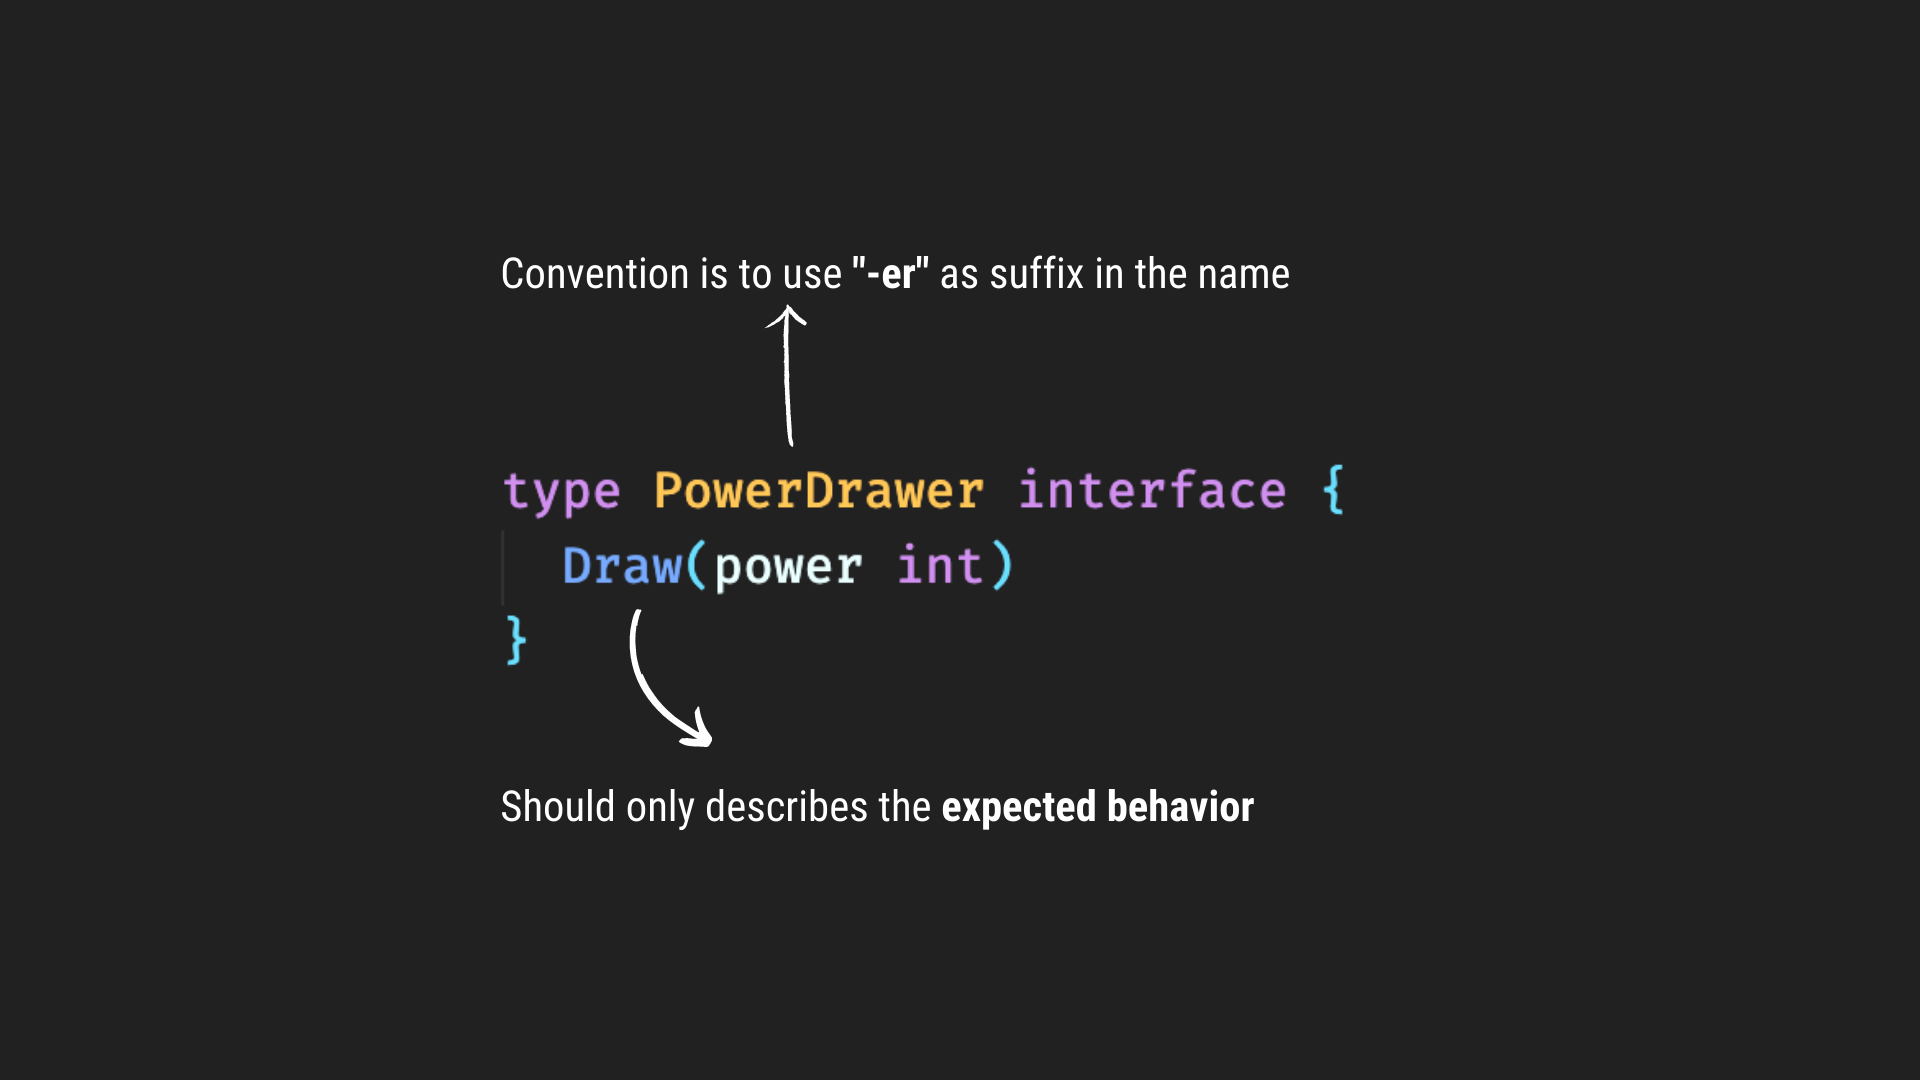 Convention is to use "-er" as suffix in the name
type PowerDrawer interface {
Draw(power int)
}
Should only describes the expected behavior